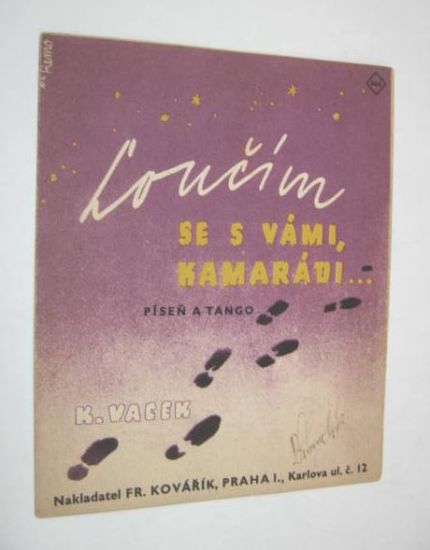 Loučím
SE S VÁMI,
KAMARÁDI...
PÍSEŇ A TANGO
K. VACEK
Nakladatel FR. KOVÁŘÍK, PRAHA I., Karlova ul. č. 12